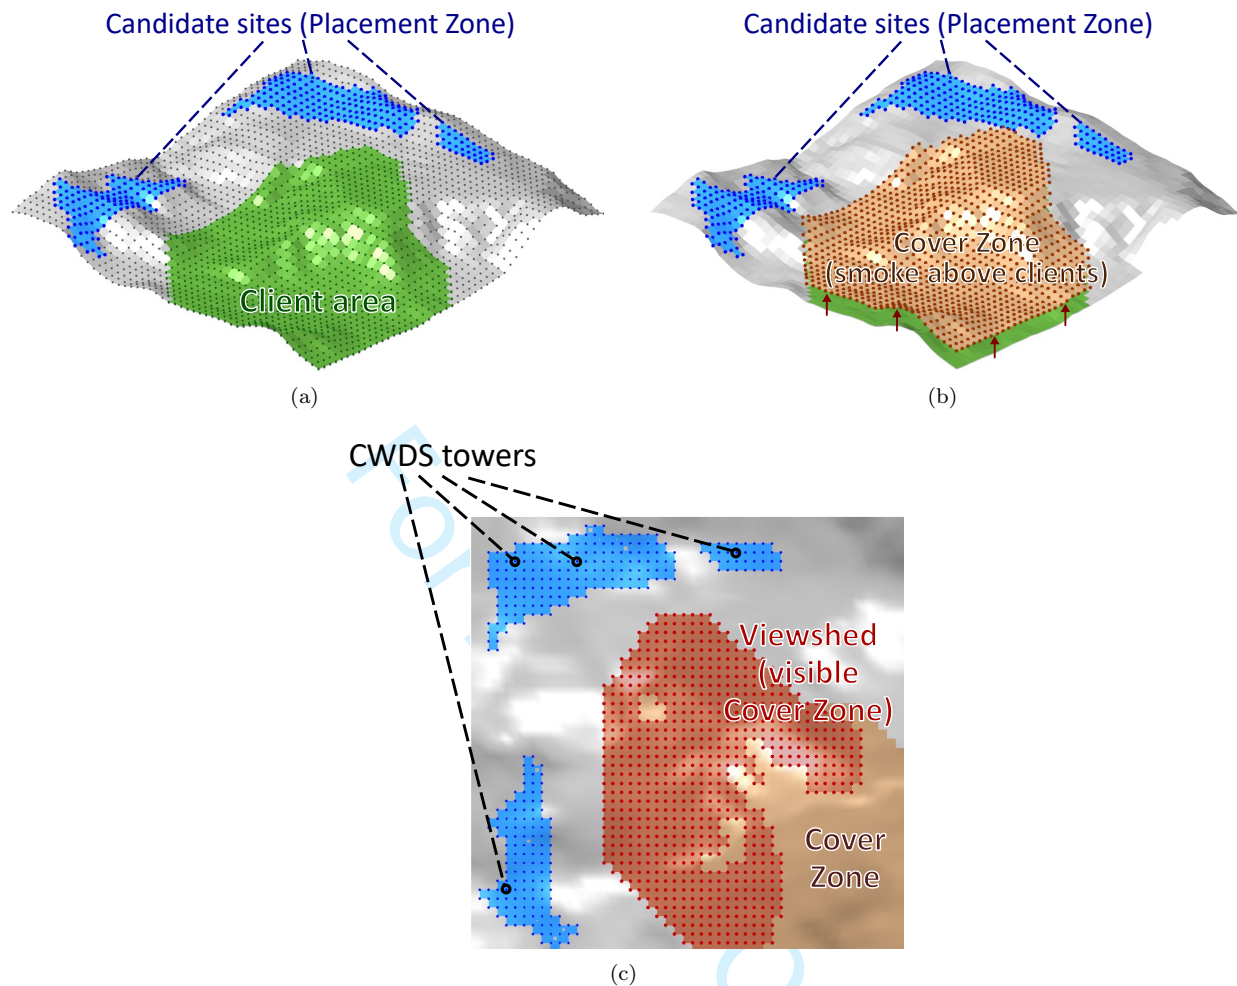 Candidate sites (Placement Zone)
Candidate sites (Placement Zone)
Client area
Cover Zone
(smoke above clients)
(a)
(b)
CWDS towers
For
Viewshed
(visible
Cover Zone)
Cover
Zone
(c)